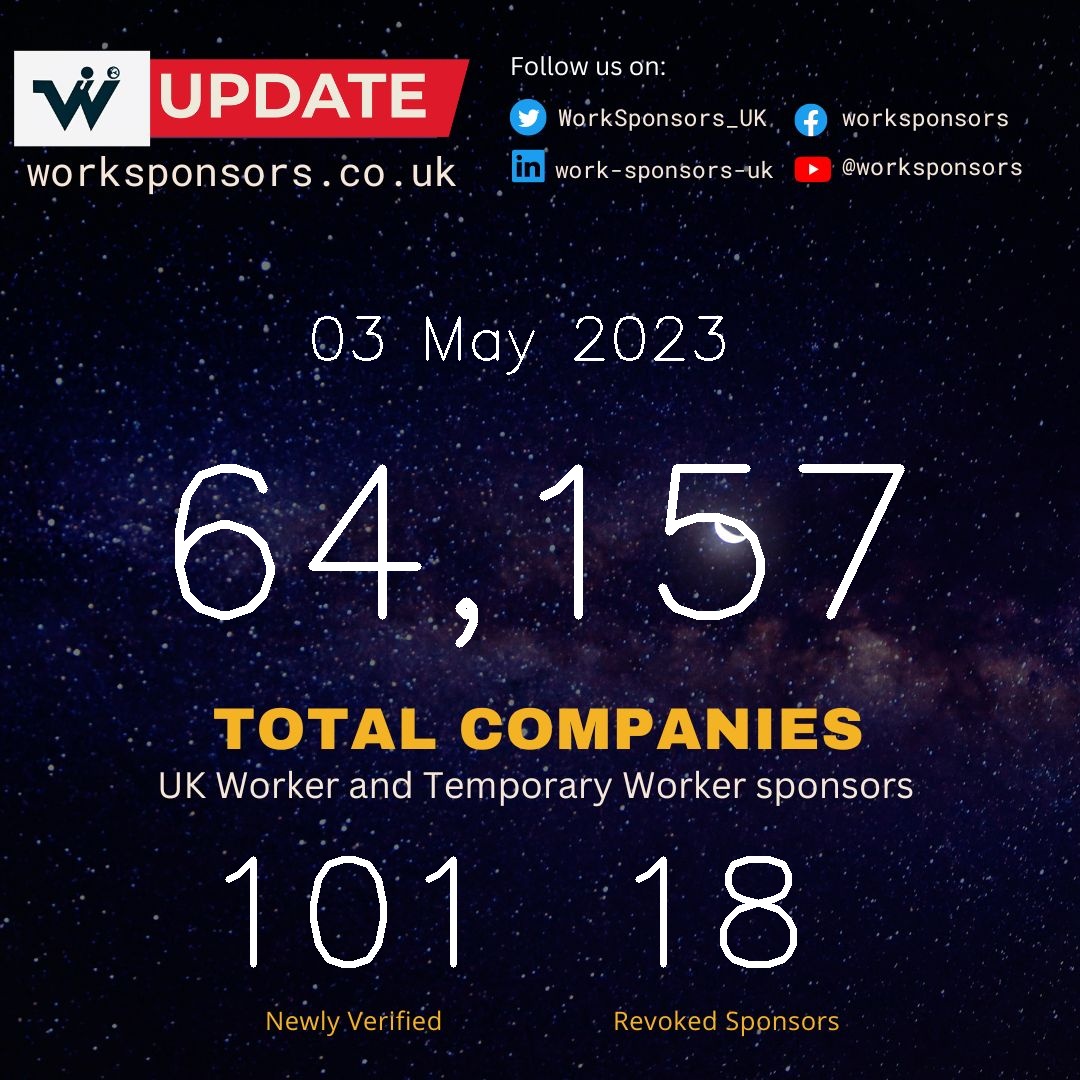 UPDATE
worksponsors.co.uk
Follow us on:
WorkSponsors_UK
worksponsors
work-sponsors-uk
@worksponsors
03 May 2023
64,157
TOTAL COMPANIES
UK Worker and Temporary Worker sponsors
101 18
Newly Verified Revoked Sponsors